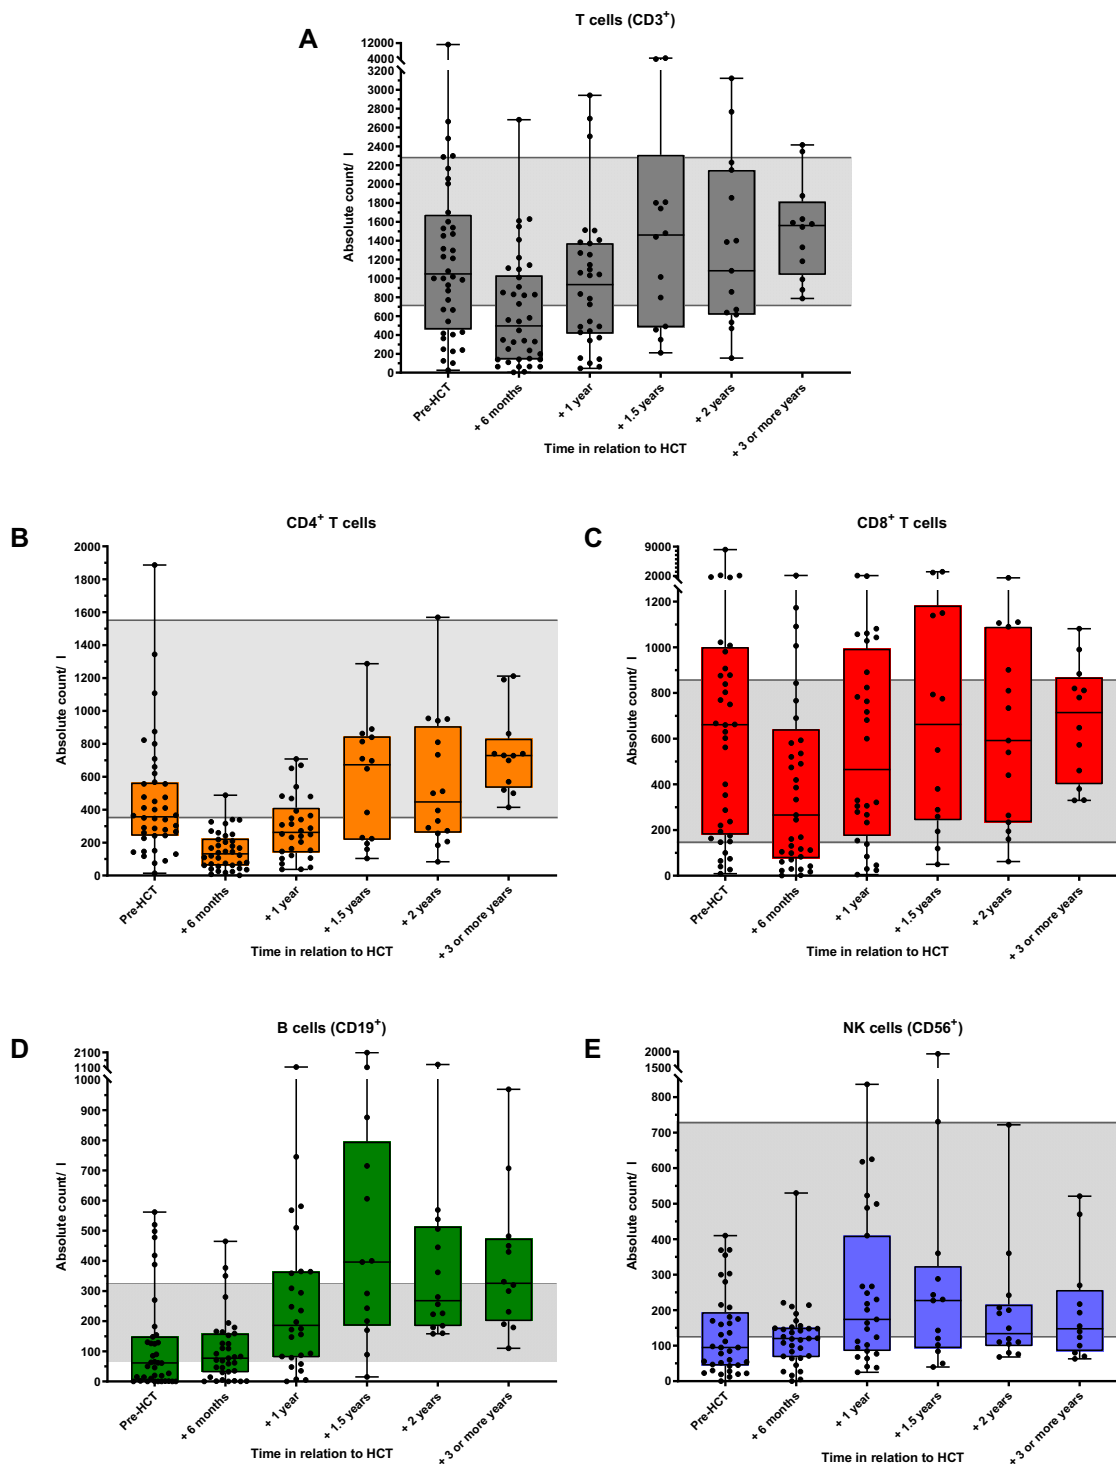 A
T cells (CD3+)
12000
4000
3200
3000
2800
2600
2400
2200
2000
1800
1600
1400
1200
1000
800
600
400
200
0
Absolute count/ l
Pre-HCT
+ 6 months
+ 1 year
+ 1.5 years
+ 2 years
+ 3 or more years
Time in relation to HCT
B
CD4+ T cells
2000
1800
1600
1400
1200
1000
800
600
400
200
0
Absolute count/ l
Pre-HCT
+ 6 months
+ 1 year
+ 1.5 years
+ 2 years
+ 3 or more years
Time in relation to HCT
C
CD8+ T cells
9000
2000
1200
1000
800
600
400
200
0
Absolute count/ l
Pre-HCT
+ 6 months
+ 1 year
+ 1.5 years
+ 2 years
+ 3 or more years
Time in relation to HCT
D
B cells (CD19+)
2100
1100
1000
900
800
700
600
500
400
300
200
100
0
Absolute count/ l
Pre-HCT
+ 6 months
+ 1 year
+ 1.5 years
+ 2 years
+ 3 or more years
Time in relation to HCT
E
NK cells (CD56+)
2000
1500
800
700
600
500
400
300
200
100
0
Absolute count/ l
Pre-HCT
+ 6 months
+ 1 year
+ 1.5 years
+ 2 years
+ 3 or more years
Time in relation to HCT